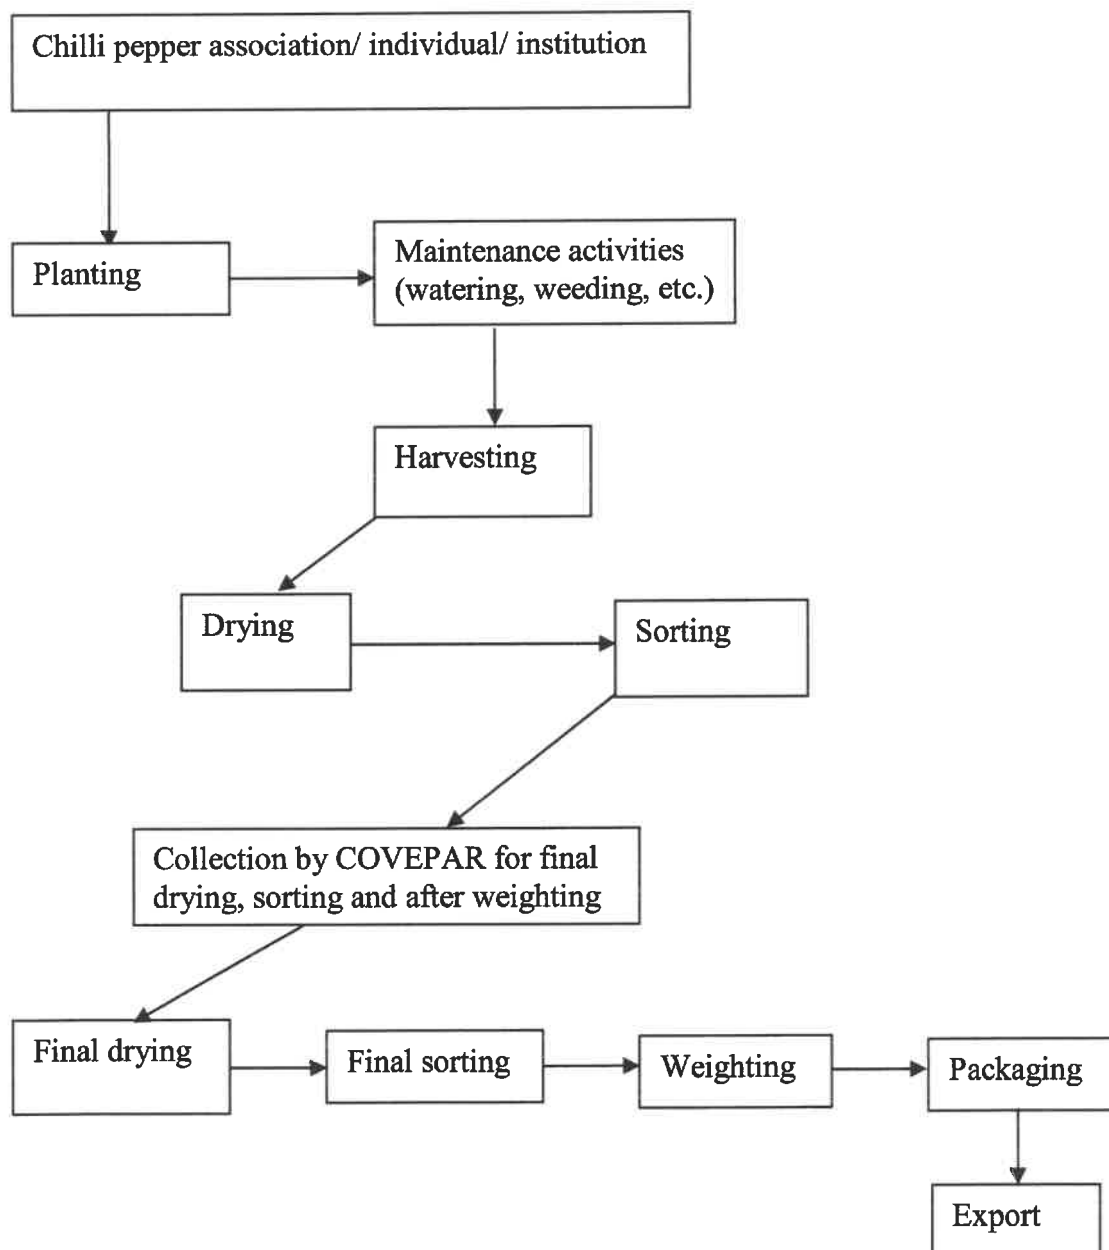 Chilli pepper association/ individual/ institution
Planting
Maintenance activities
(watering, weeding, etc.)
Harvesting
Drying
Sorting
Collection by COVEPAR for final
drying, sorting and after weighting
Final drying
Final sorting
Weighting
Packaging
Export